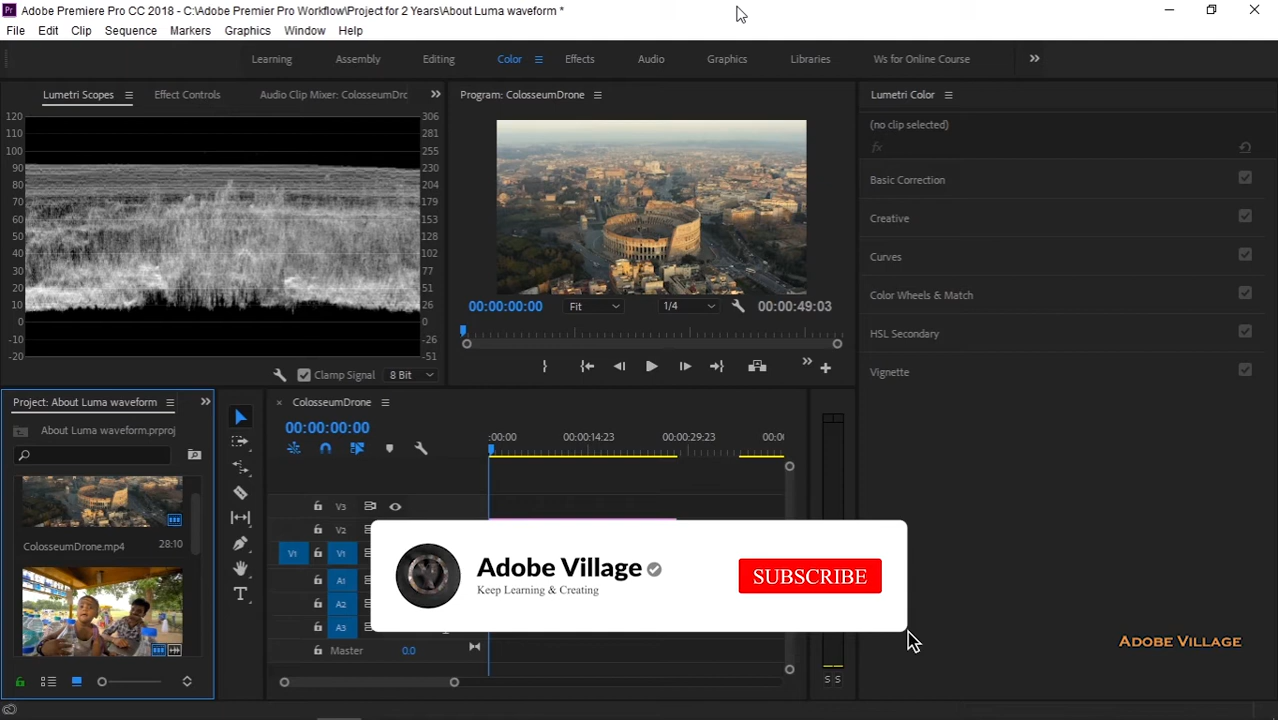 Pr Adobe Premier Pro CC 2018 - C:\Adobe Premier Pro Workflow\Project for 2 Years\About Luma waveform *
File Edit Clip Sequence Markers Graphics Window Help
Learning Assembly Editing Color Effects Audio Graphics Libraries Ws for Online Course
Lumetri Scopes Effect Controls Audio Clip Mixer: ColosseumDrc
Program: ColosseumDrone
Lumetri Color
(no clip selected)
fx
Basic Correction
Creative
Curves
Color Wheels & Match
HSL Secondary
Vignette
120 306
110 281
100 255
90 230
80 204
70 179
60 153
50 128
40 102
30 77
20 51
10 26
0 0
-10 -26
-20 -51
Clamp Signal 8 Bit
00:00:00:00 Fit 1/4 00:00:49:03
Project: About Luma waveform
About Luma waveform.prproj
ColosseumDrone.mp4 28:10
ColosseumDrone
00:00:00:00
:00:00 00:00:14:23 00:00:29:23 00:0
V3
V2
V1 V1
A1
A2
A3
Master 0.0
S S
Adobe Village
Keep Learning & Creating
SUBSCRIBE
ADOBE VILLAGE